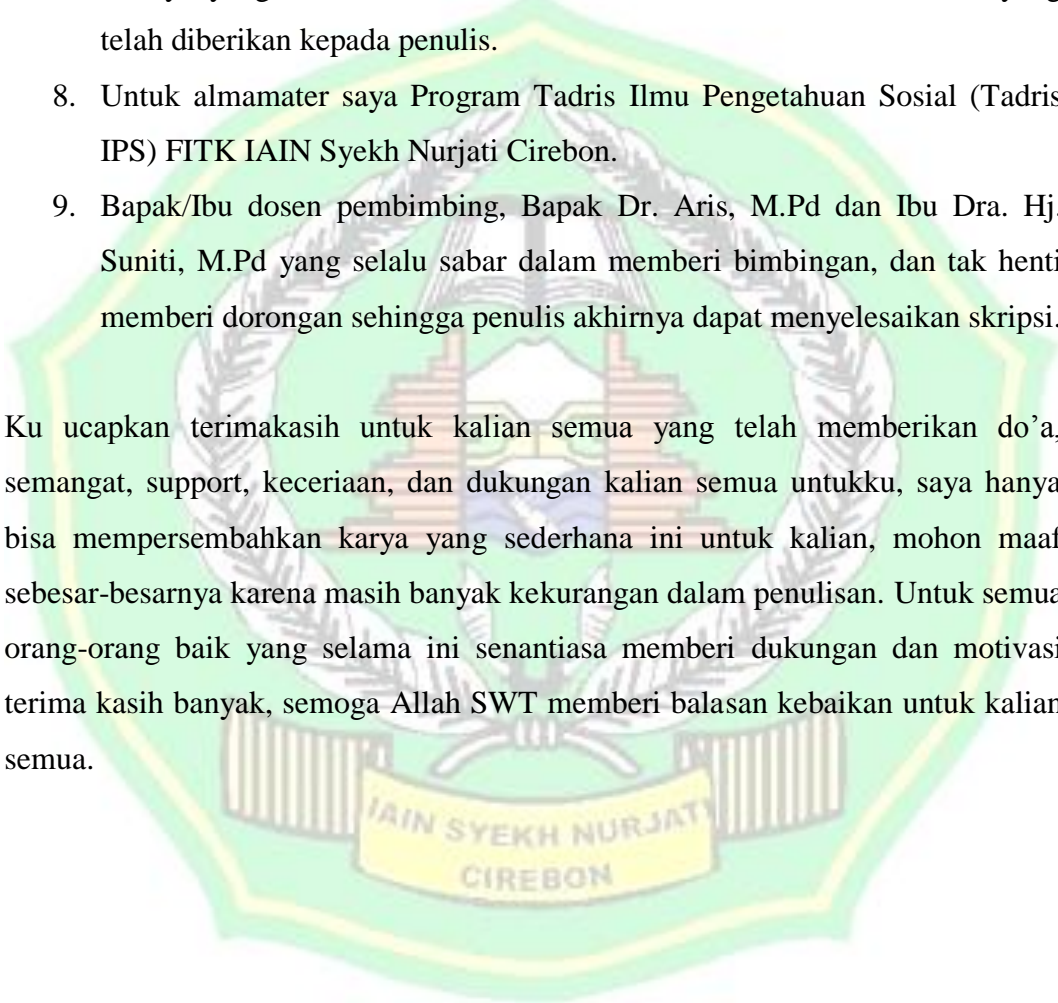 telah diberikan kepada penulis.
8. Untuk almamater saya Program Tadris Ilmu Pengetahuan Sosial (Tadris
IPS) FITK IAIN Syekh Nurjati Cirebon.
9. Bapak/Ibu dosen pembimbing, Bapak Dr. Aris, M.Pd dan Ibu Dra. Hj.
Suniti, M.Pd yang selalu sabar dalam memberi bimbingan, dan tak henti
memberi dorongan sehingga penulis akhirnya dapat menyelesaikan skripsi.
Ku ucapkan terimakasih untuk kalian semua yang telah memberikan do’a,
semangat, support, keceriaan, dan dukungan kalian semua untukku, saya hanya
bisa mempersembahkan karya yang sederhana ini untuk kalian, mohon maaf
sebesar-besarnya karena masih banyak kekurangan dalam penulisan. Untuk semua
orang-orang baik yang selama ini senantiasa memberi dukungan dan motivasi
terima kasih banyak, semoga Allah SWT memberi balasan kebaikan untuk kalian
semua.
IAIN SYEKH NURJATI
CIREBON